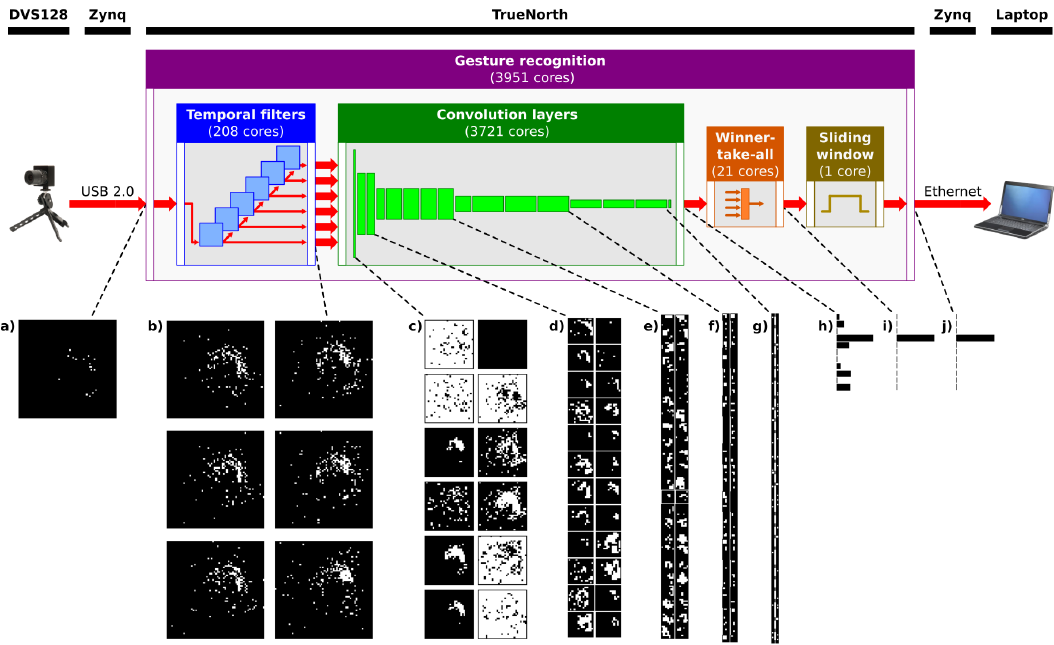 DVS128 Zynq TrueNorth Zynq Laptop
Gesture recognition
(3951 cores)
Temporal filters
(208 cores)
Convolution layers
(3721 cores)
Winner-
take-all
(21 cores)
Sliding
window
(1 core)
USB 2.0
Ethernet
a) b) c) d) e) f) g) h) i) j)